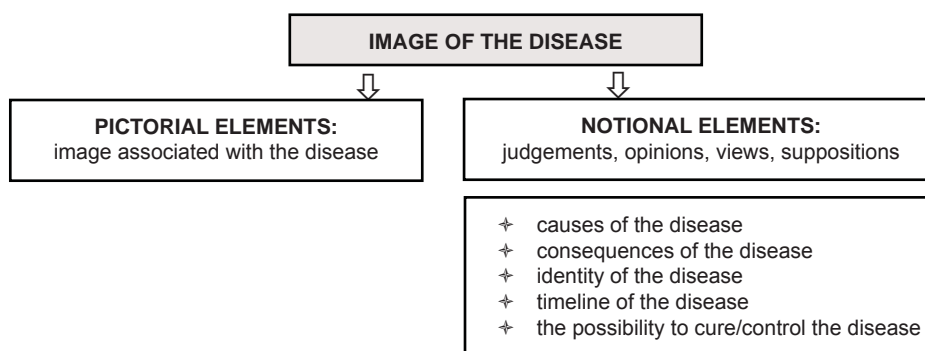 IMAGE OF THE DISEASE
PICTORIAL ELEMENTS:
image associated with the disease
NOTIONAL ELEMENTS:
judgements, opinions, views, suppositions
causes of the disease
consequences of the disease
identity of the disease
timeline of the disease
the possibility to cure/control the disease